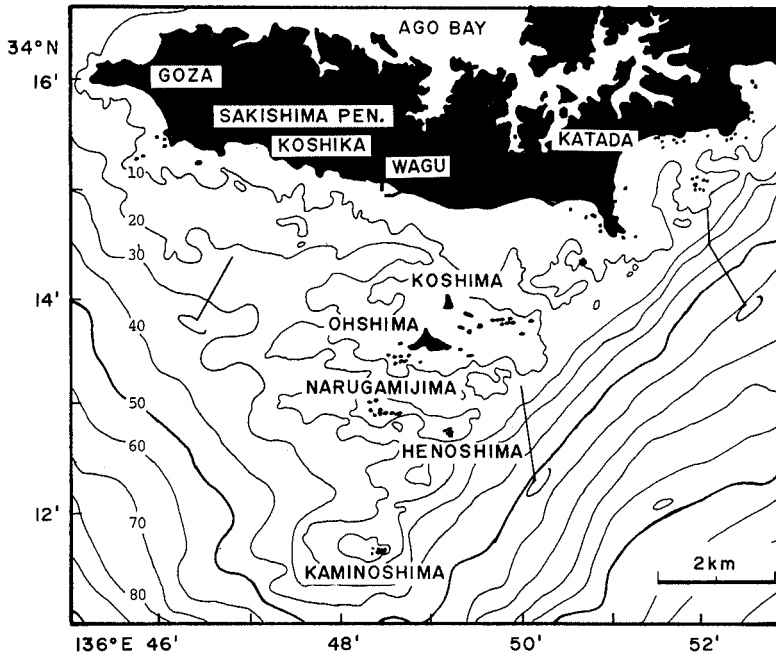 AGO BAY
34°N
16'
GOZA
SAKISHIMA PEN.
KOSHIKA
KATADA
WAGU
10
20
30
KOSHIMA
14'
OHSHIMA
40
NARUGAMIJIMA
50
HENOSHIMA
60
12'
70
2km
KAMINOSHIMA
80
136°E 46' 48' 50' 52'